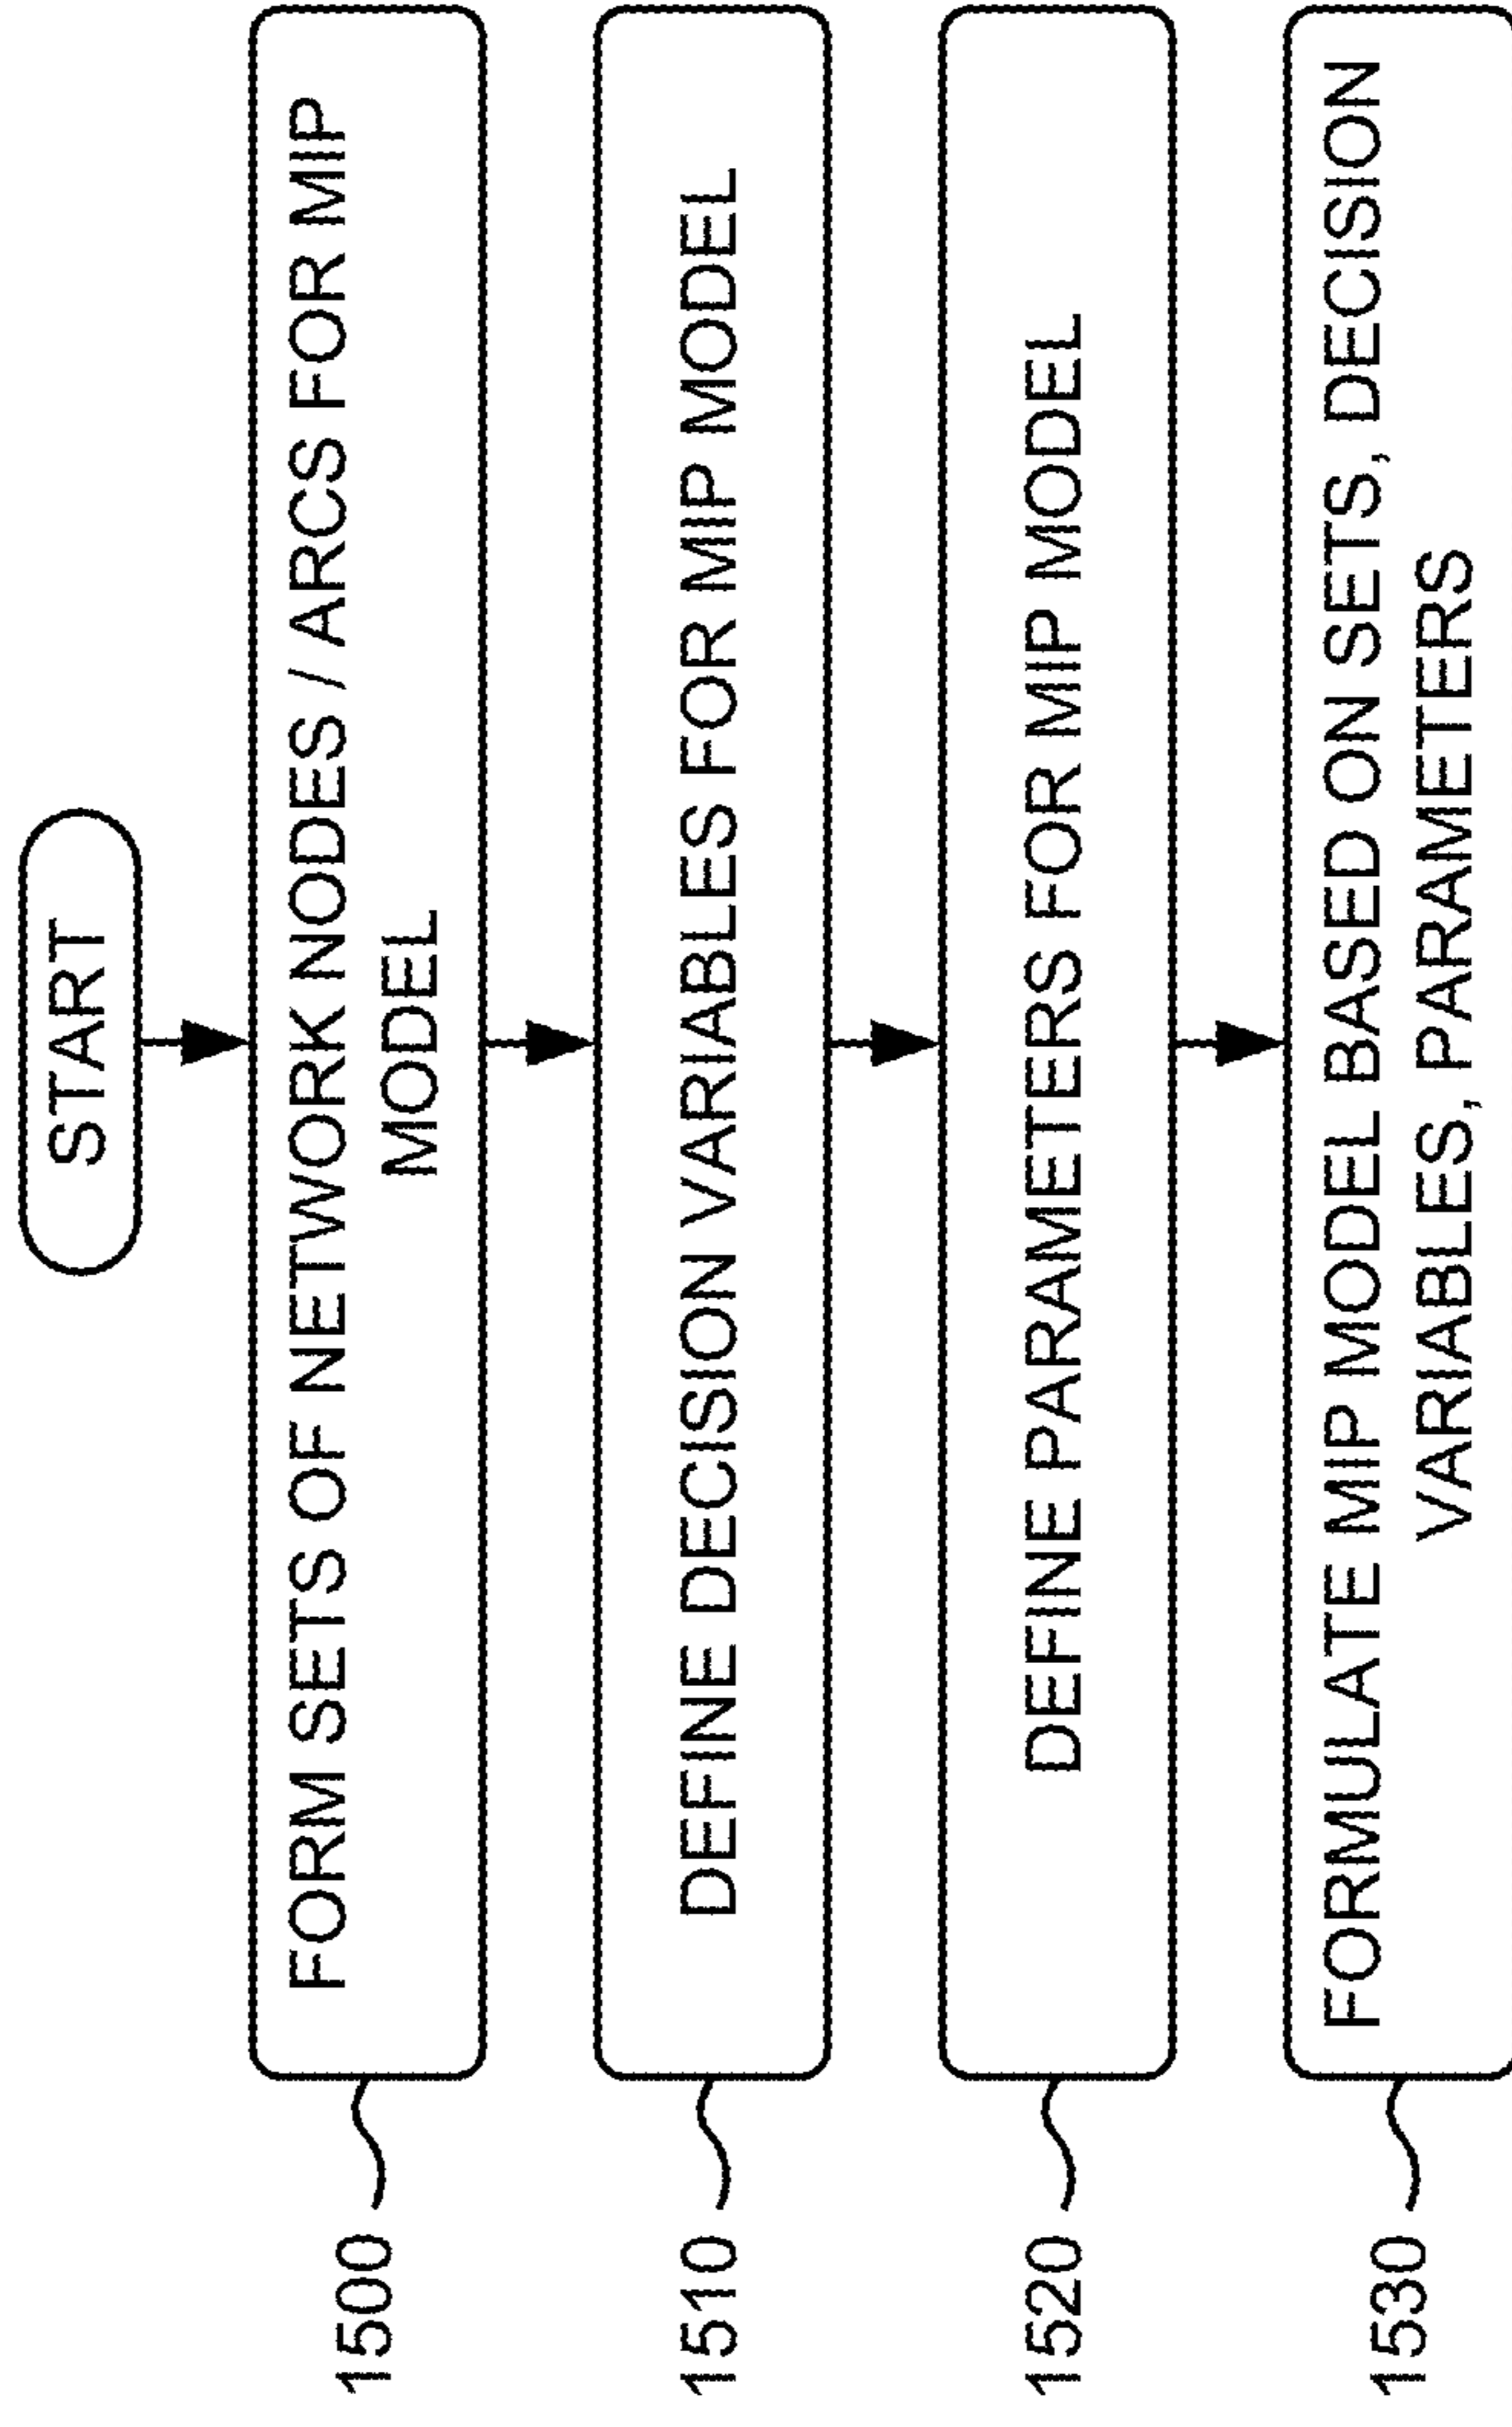 START
1500
FORM SETS OF NETWORK NODES / ARCS FOR MIP
MODEL
1510
DEFINE DECISION VARIABLES FOR MIP MODEL
1520
DEFINE PARAMETERS FOR MIP MODEL
1530
FORMULATE MIP MODEL BASED ON SETS, DECISION
VARIABLES, PARAMETERS